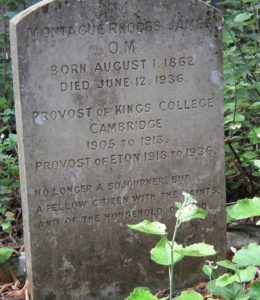 MONTAGUE RHODES JAMES
O.M.
BORN AUGUST 1. 1862
DIED JUNE 12. 1936.
PROVOST OF KINGS COLLEGE
CAMBRIDGE
1905 TO 1918.
PROVOST OF ETON 1918 TO 1936.
NO LONGER A SOJOURNER, BUT
A FELLOW CITIZEN WITH THE SAINTS,
AND OF THE HOUSEHOLD OF GOD.